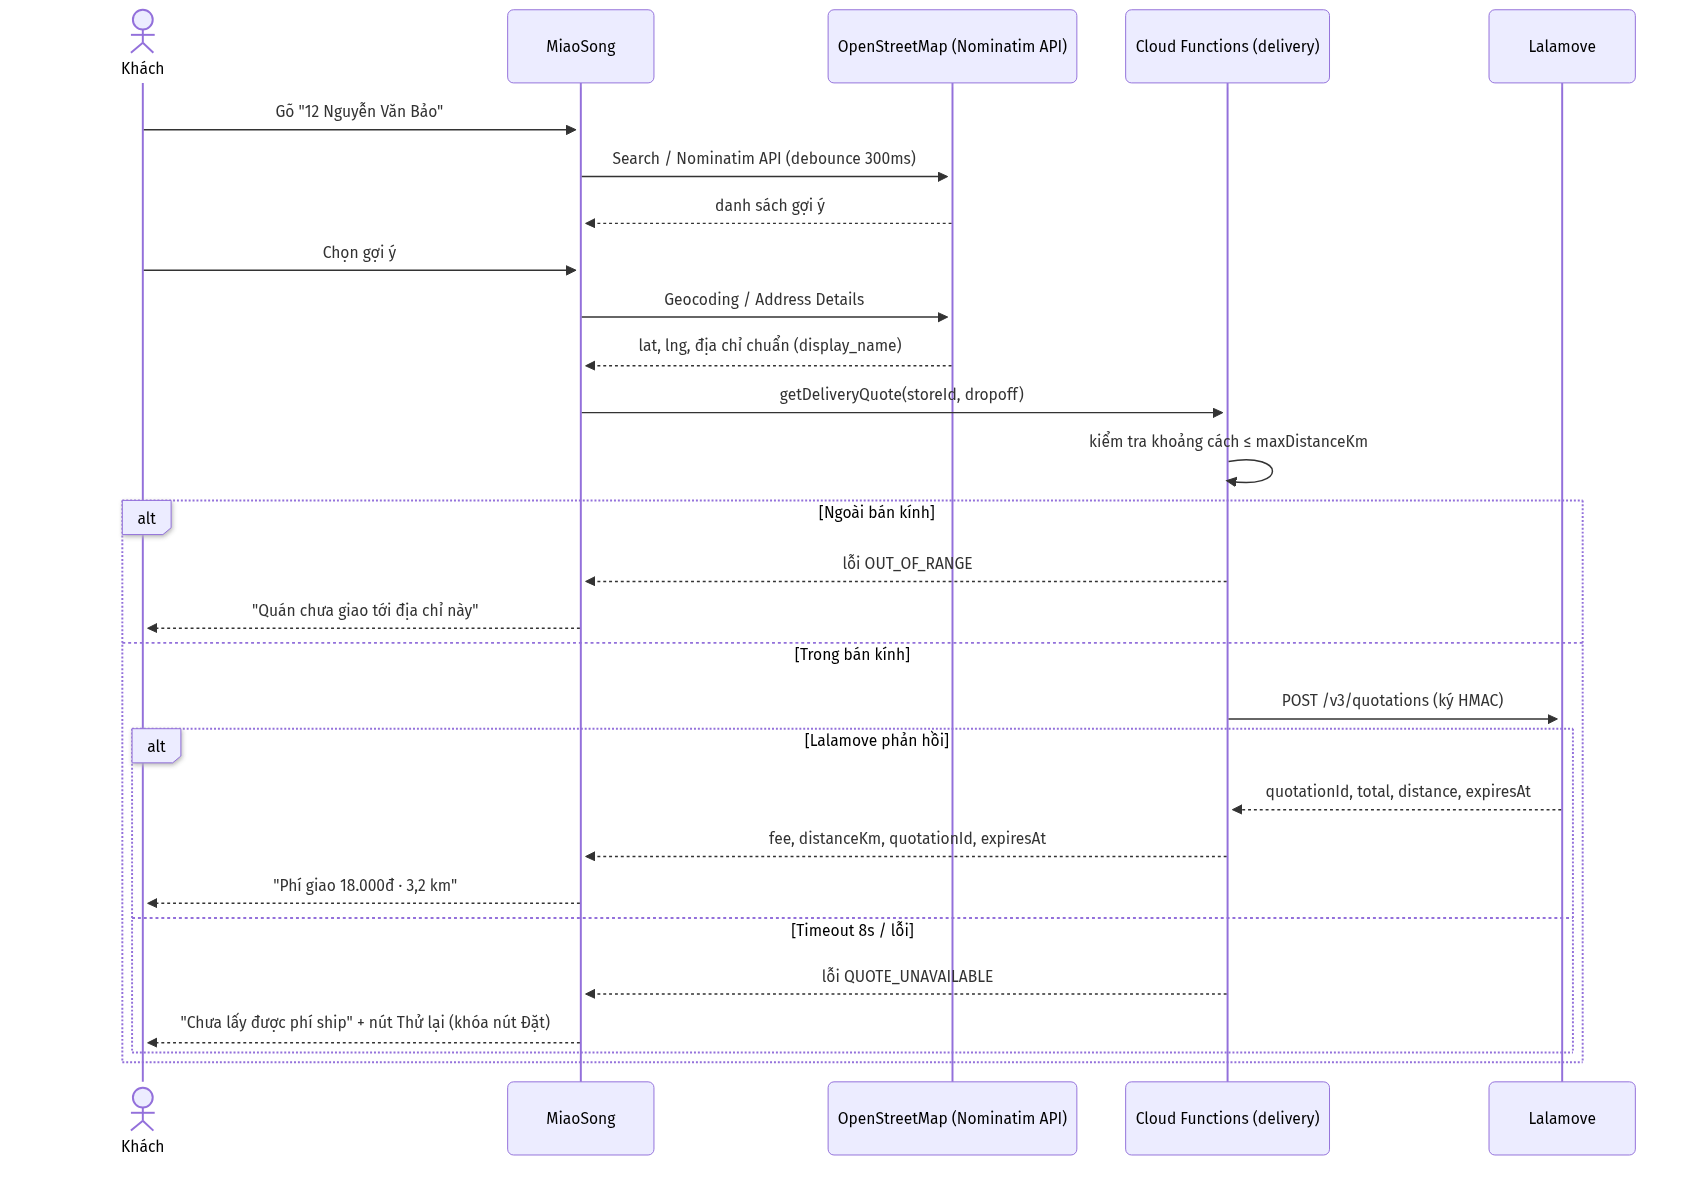 Khách
MiaoSong
OpenStreetMap (Nominatim API)
Cloud Functions (delivery)
Lalamove
Gõ "12 Nguyễn Văn Bảo"
Search / Nominatim API (debounce 300ms)
danh sách gợi ý
Chọn gợi ý
Geocoding / Address Details
lat, lng, địa chỉ chuẩn (display_name)
getDeliveryQuote(storeId, dropoff)
kiểm tra khoảng cách ≤ maxDistanceKm
alt
[Ngoài bán kính]
lỗi OUT_OF_RANGE
"Quán chưa giao tới địa chỉ này"
[Trong bán kính]
POST /v3/quotations (ký HMAC)
alt
[Lalamove phản hồi]
quotationId, total, distance, expiresAt
fee, distanceKm, quotationId, expiresAt
"Phí giao 18.000đ · 3,2 km"
[Timeout 8s / lỗi]
lỗi QUOTE_UNAVAILABLE
"Chưa lấy được phí ship" + nút Thử lại (khóa nút Đặt)
Khách
MiaoSong
OpenStreetMap (Nominatim API)
Cloud Functions (delivery)
Lalamove